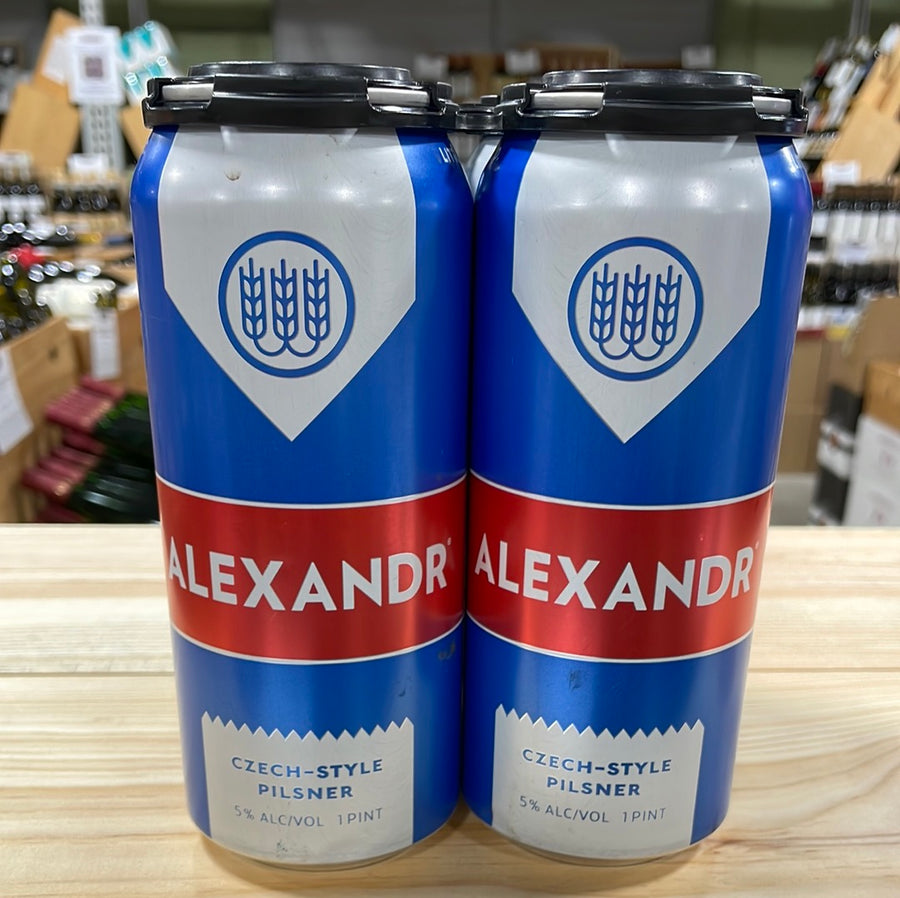 ALEXANDR
CZECH-STYLE
PILSNER
5% ALC/VOL 1 PINT
ALEXANDR
CZECH-STYLE
PILSNER
5% ALC/VOL 1 PINT